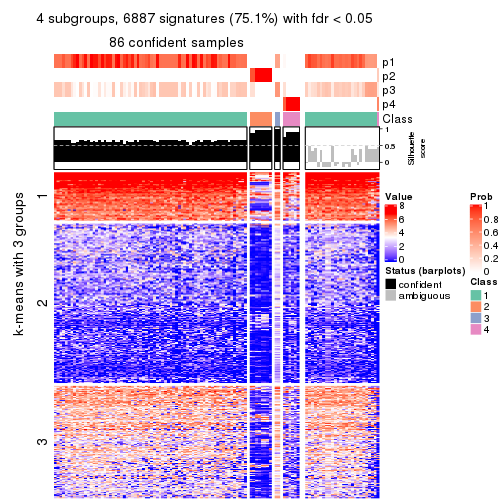 4 subgroups, 6887 signatures (75.1%) with fdr < 0.05
86 confident samples
p1
p2
p3
p4
Class
1
0.5
0
Silhouette
score
k-means with 3 groups
1
2
3
Value
8
6
4
2
0
Status (barplots)
confident
ambiguous
Prob
1
0.8
0.6
0.4
0.2
0
Class
1
2
3
4